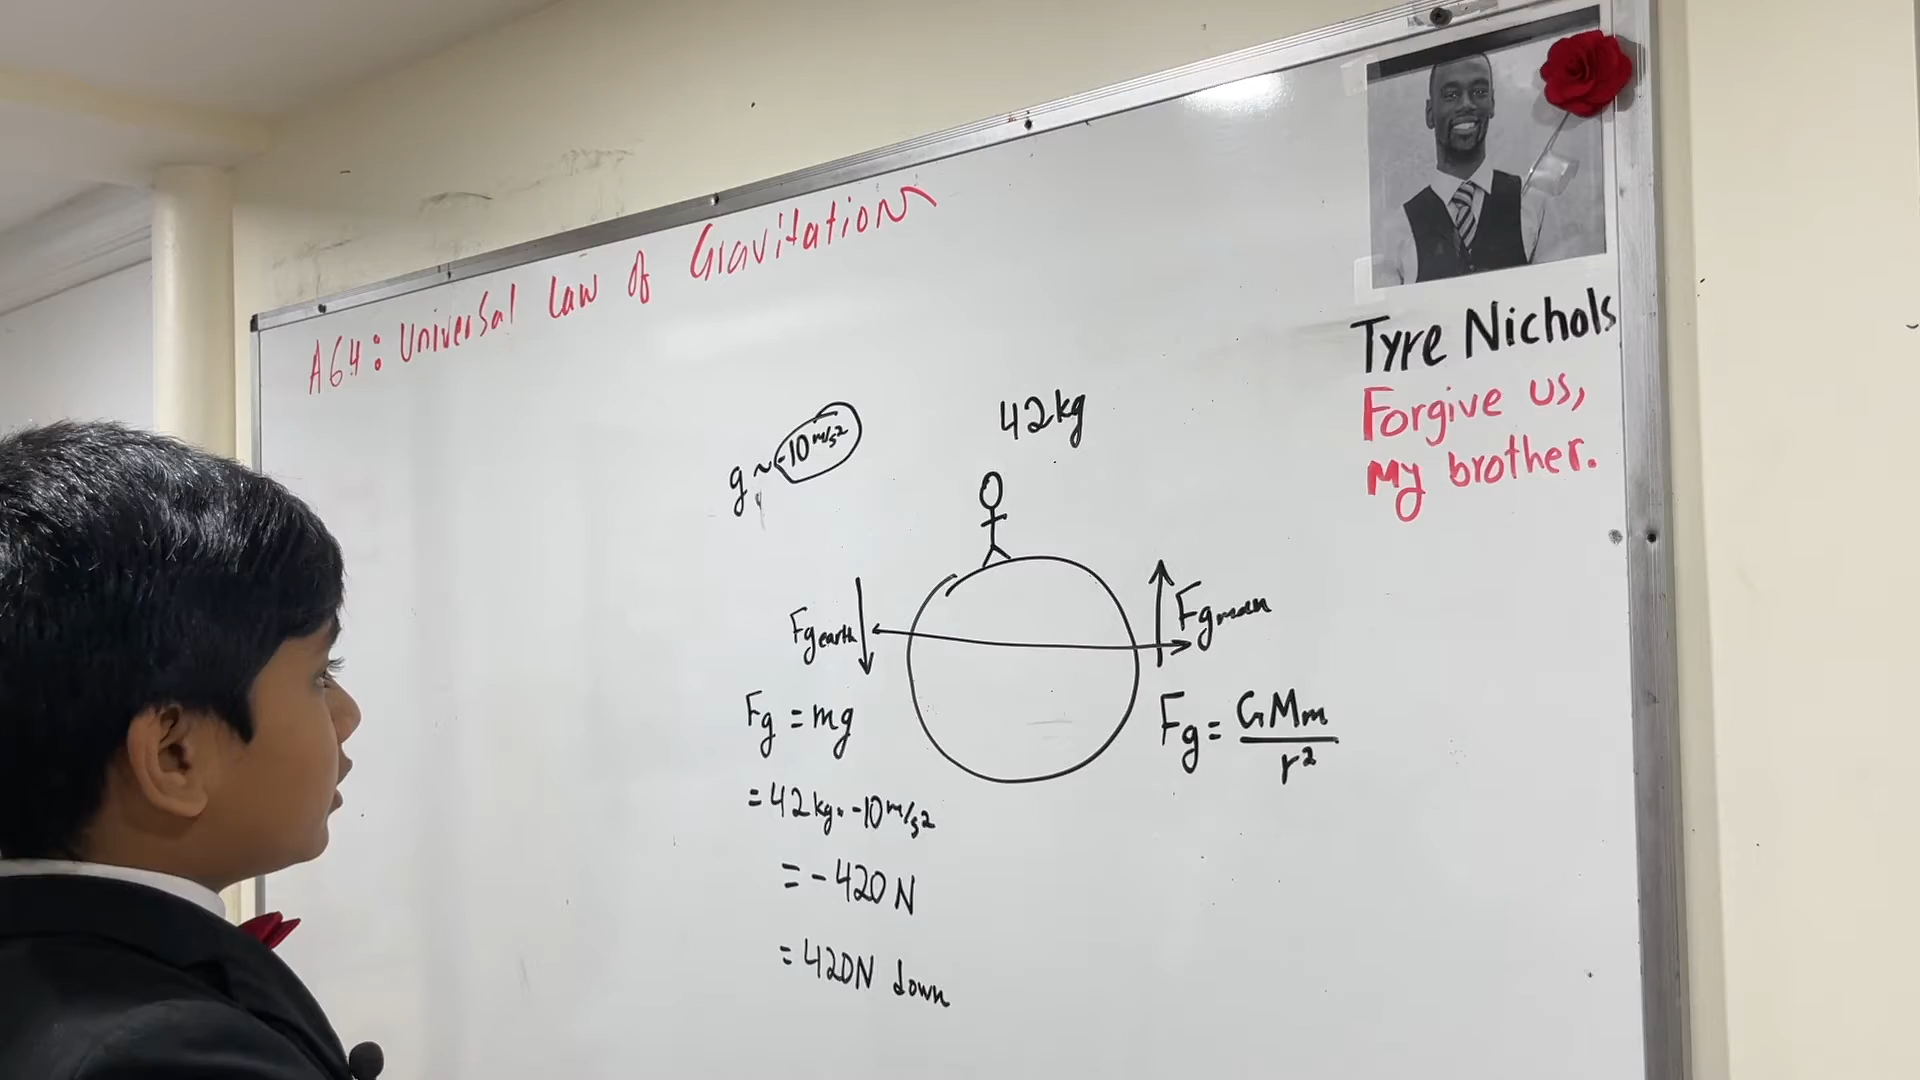 A64: Universal Law of Gravitation
Tyre Nichols
Forgive us,
My brother.
42kg
g ~ -10 m/s²
Fg earth
Fg man
Fg = mg
= 42kg · -10 m/s²
= -420 N
= 420N down
Fg = GMm
r²